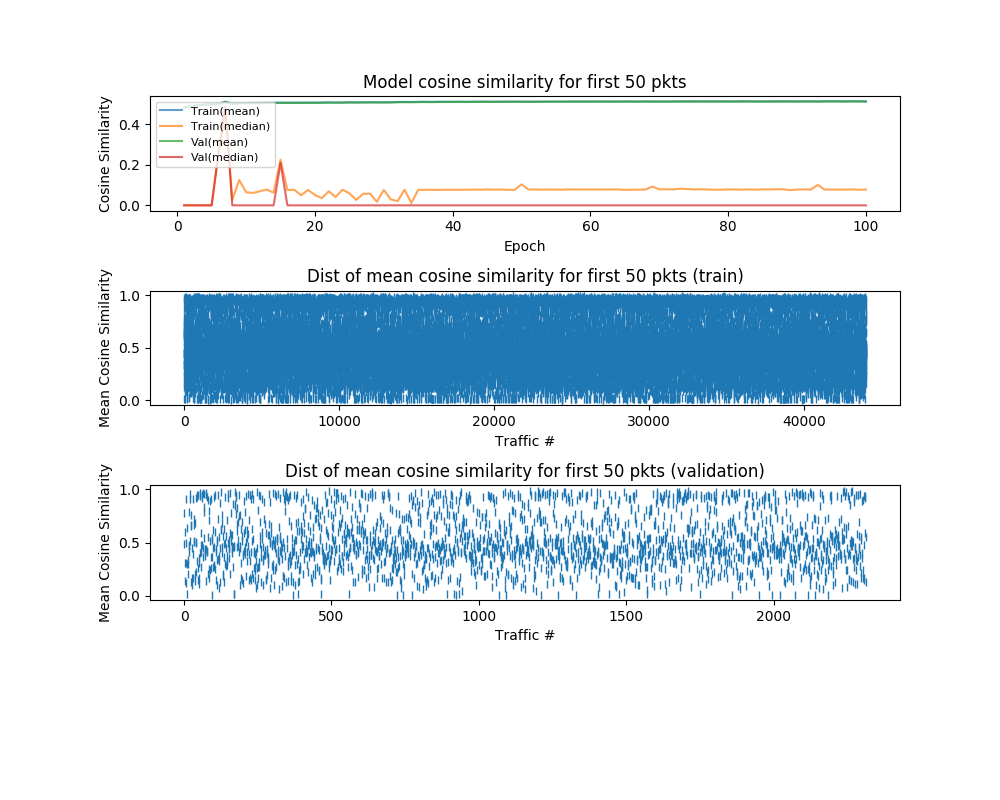 Model cosine similarity for first 50 pkts
Cosine Similarity
0.4
0.2
0.0
Train(mean)
Train(median)
Val(mean)
Val(median)
0 20 40 60 80 100
Epoch
Dist of mean cosine similarity for first 50 pkts (train)
Mean Cosine Similarity
1.0
0.5
0.0
0 10000 20000 30000 40000
Traffic #
Dist of mean cosine similarity for first 50 pkts (validation)
Mean Cosine Similarity
1.0
0.5
0.0
0 500 1000 1500 2000
Traffic #